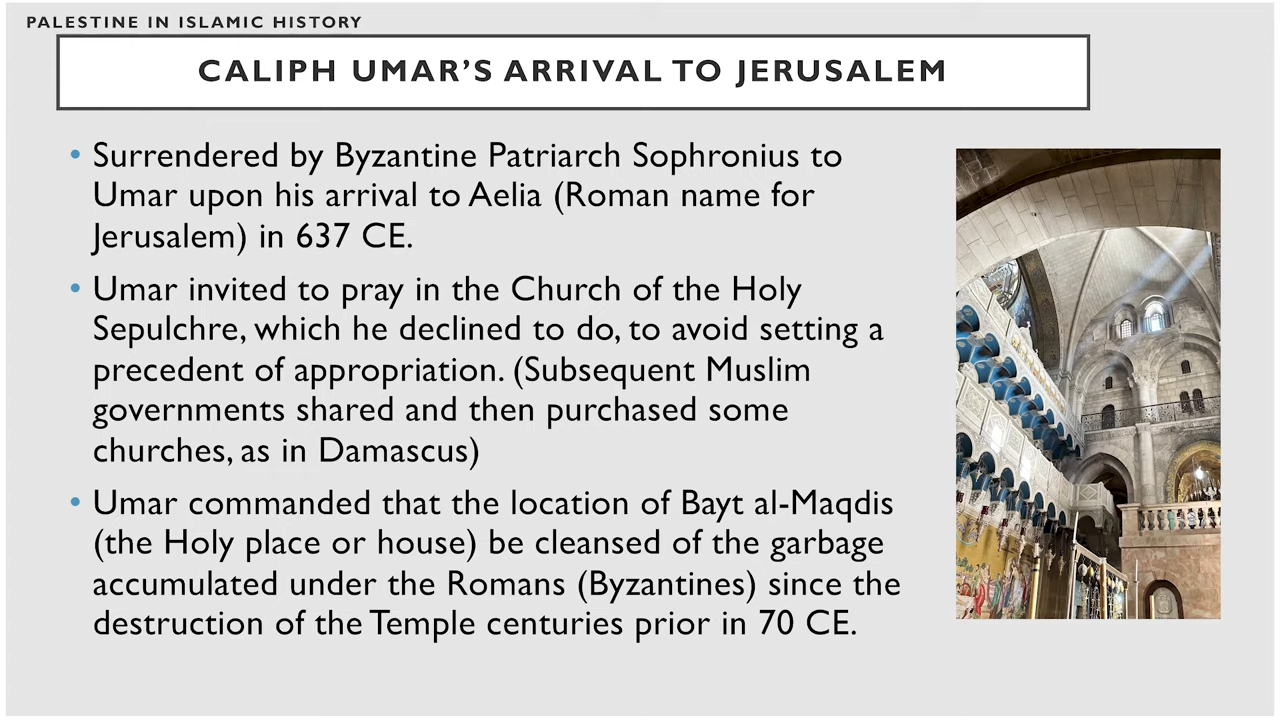 PALESTINE IN ISLAMIC HISTORY
CALIPH UMAR’S ARRIVAL TO JERUSALEM
• Surrendered by Byzantine Patriarch Sophronius to
Umar upon his arrival to Aelia (Roman name for
Jerusalem) in 637 CE.
• Umar invited to pray in the Church of the Holy
Sepulchre, which he declined to do, to avoid setting a
precedent of appropriation. (Subsequent Muslim
governments shared and then purchased some
churches, as in Damascus)
• Umar commanded that the location of Bayt al-Maqdis
(the Holy place or house) be cleansed of the garbage
accumulated under the Romans (Byzantines) since the
destruction of the Temple centuries prior in 70 CE.